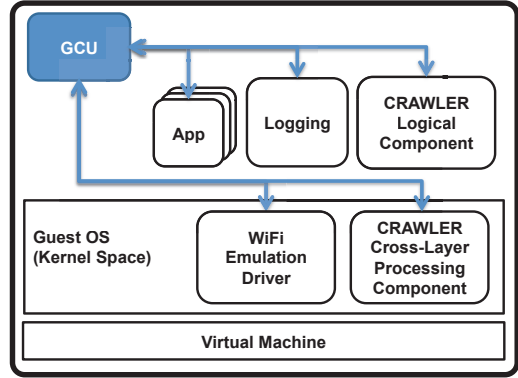 GCU
App
Logging
CRAWLER
Logical
Component
Guest OS
(Kernel Space)
WiFi
Emulation
Driver
CRAWLER
Cross-Layer
Processing
Component
Virtual Machine